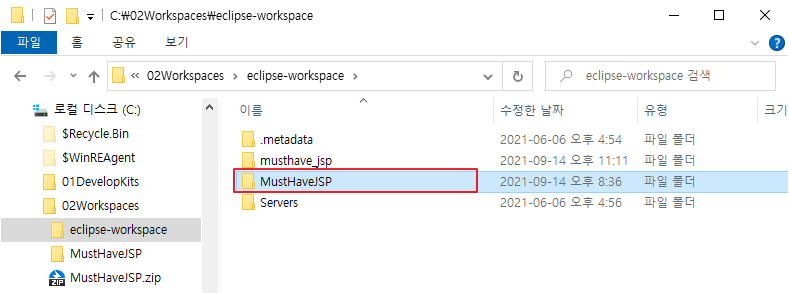 C:₩02Workspaces₩eclipse-workspace
파일 홈 공유 보기
« 02Workspaces › eclipse-workspace › eclipse-workspace 검색
로컬 디스크 (C:)
$Recycle.Bin
$WinREAgent
01DevelopKits
02Workspaces
eclipse-workspace
MustHaveJSP
MustHaveJSP.zip
이름 수정한 날짜 유형 크기
.metadata 2021-06-06 오후 4:54 파일 폴더
musthave_jsp 2021-09-14 오후 11:11 파일 폴더
MustHaveJSP 2021-09-14 오후 8:36 파일 폴더
Servers 2021-06-06 오후 4:56 파일 폴더